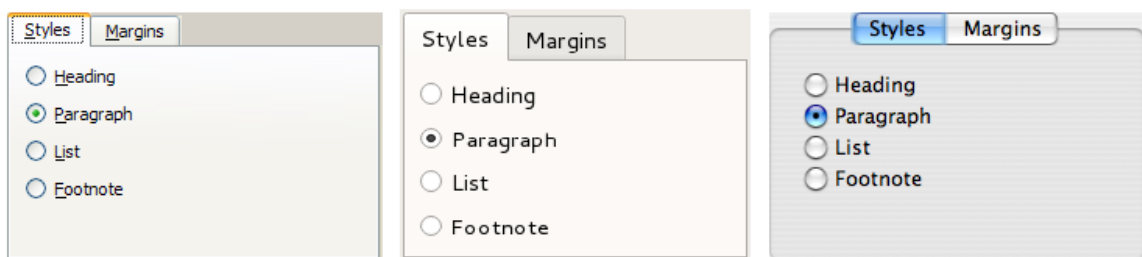 Styles Margins
Heading
Paragraph
List
Footnote
Styles Margins
Heading
Paragraph
List
Footnote
Styles Margins
Heading
Paragraph
List
Footnote